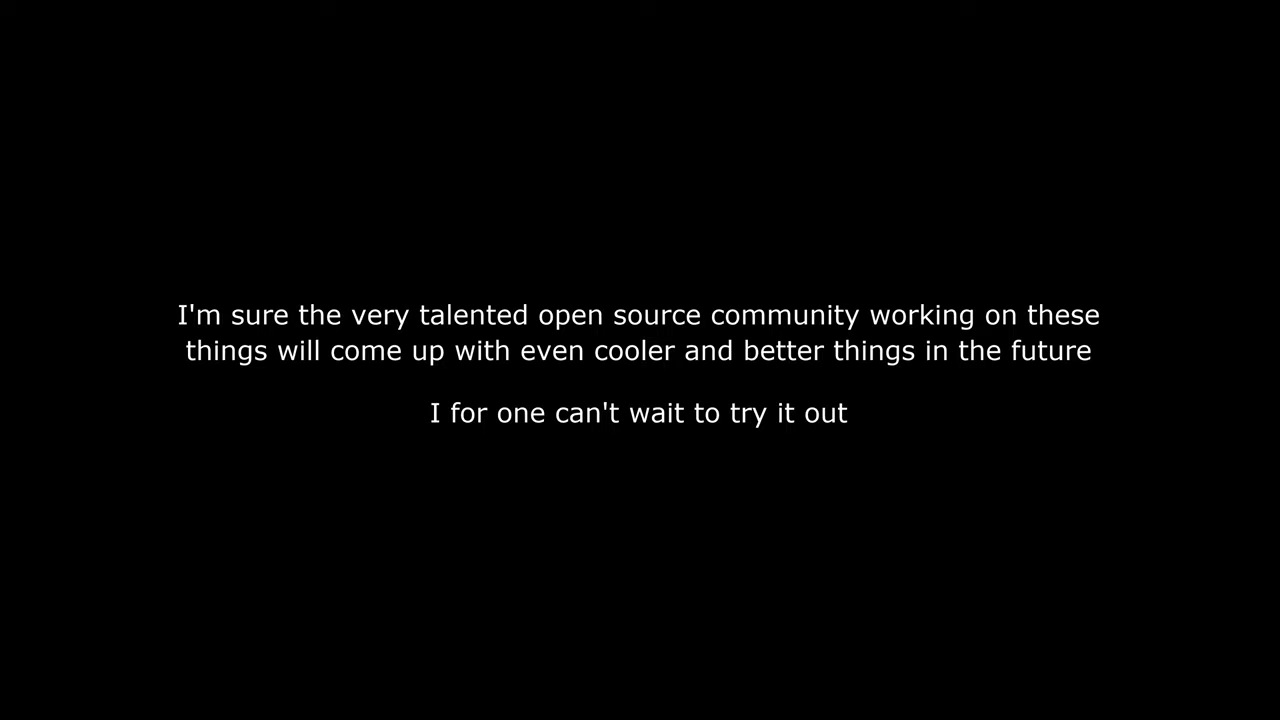 I'm sure the very talented open source community working on these
things will come up with even cooler and better things in the future
I for one can't wait to try it out